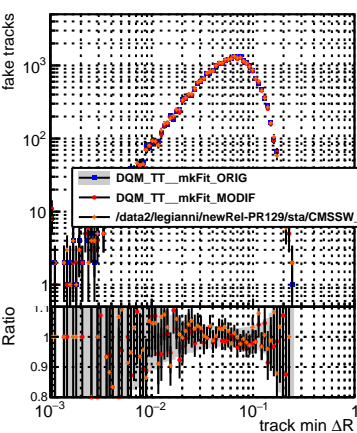 fake tracks
10³
10²
10
1
DQM_TT__mkFit_ORIG
DQM_TT__mkFit_MODIF
/data2/legianni/newRel-PR129/sta/CMSSW_
Ratio
1.1
1
0.9
0.8
10⁻³ 10⁻² 10⁻¹ 1
track min ΔR